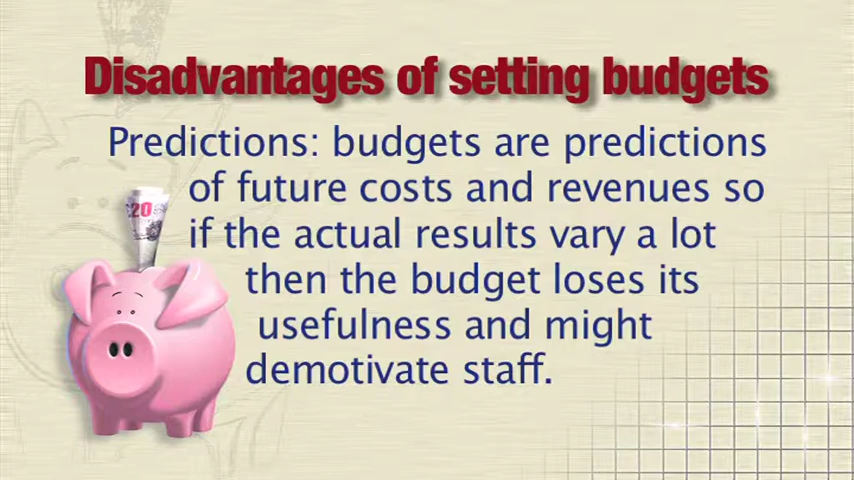 Disadvantages of setting budgets
Predictions: budgets are predictions
of future costs and revenues so
if the actual results vary a lot
then the budget loses its
usefulness and might
demotivate staff.
20